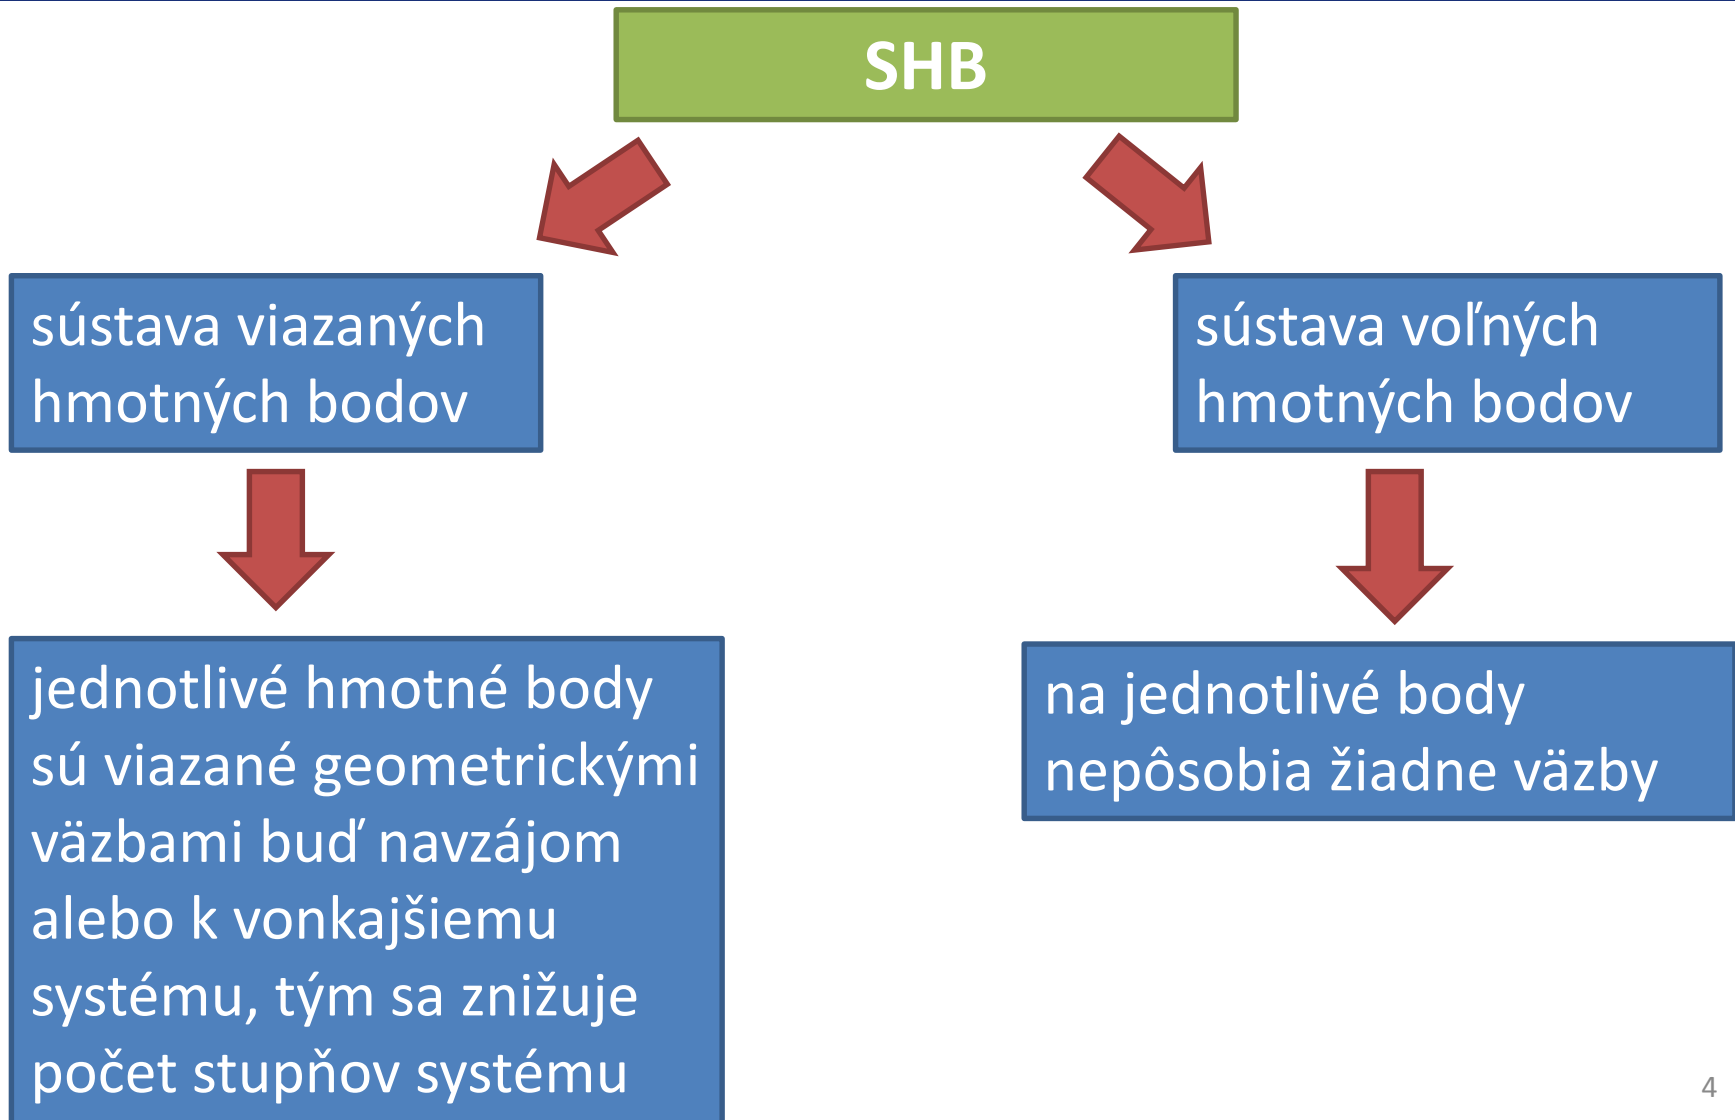 SHB
sústava viazaných
hmotných bodov
sústava voľných
hmotných bodov
jednotlivé hmotné body
sú viazané geometrickými
väzbami buď navzájom
alebo k vonkajšiemu
systému, tým sa znižuje
počet stupňov systému
na jednotlivé body
nepôsobia žiadne väzby
4